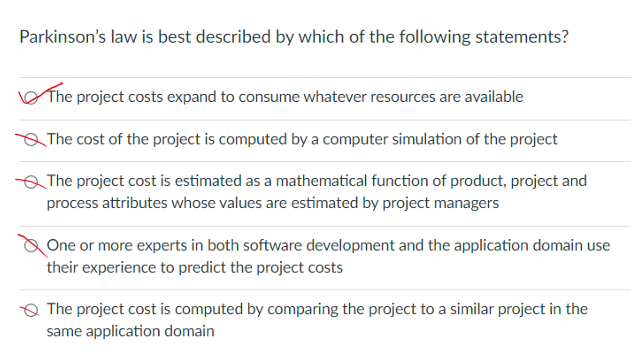 Parkinson's law is best described by which of the following statements?
The project costs expand to consume whatever resources are available
The cost of the project is computed by a computer simulation of the project
The project cost is estimated as a mathematical function of product, project and
process attributes whose values are estimated by project managers
One or more experts in both software development and the application domain use
their experience to predict the project costs
The project cost is computed by comparing the project to a similar project in the
same application domain